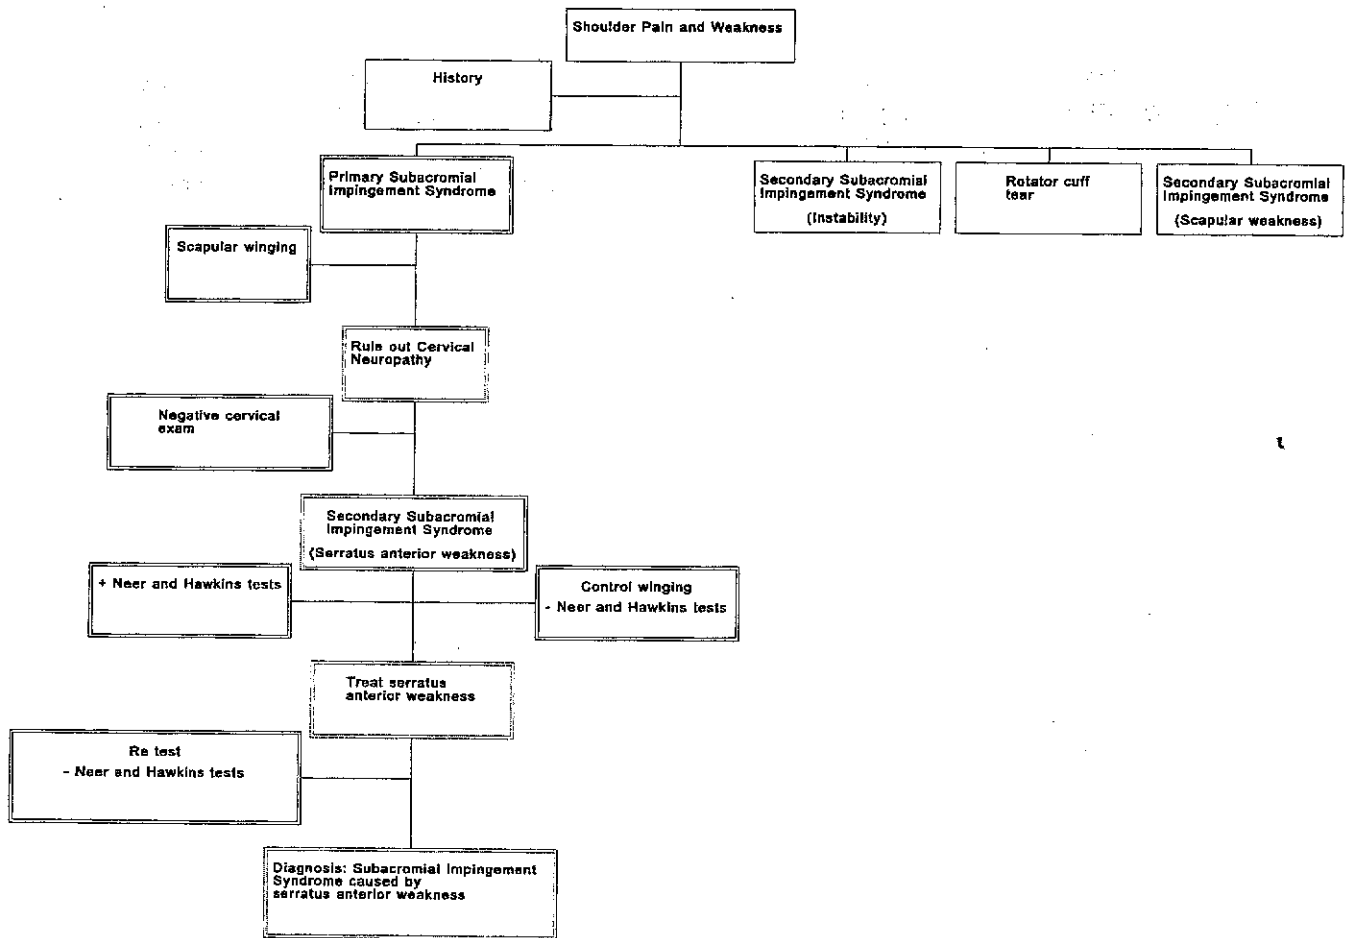 Shoulder Pain and Weakness
History
Primary Subacromial
Impingement Syndrome
Secondary Subacromial
Impingement Syndrome
(Instability)
Rotator cuff
tear
Secondary Subacromial
Impingement Syndrome
(Scapular weakness)
Scapular winging
Rule out Cervical
Neuropathy
Negative cervical
exam
Secondary Subacromial
Impingement Syndrome
(Serratus anterior weakness)
+ Neer and Hawkins tests
Control winging
- Neer and Hawkins tests
Treat serratus
anterior weakness
Re test
- Neer and Hawkins tests
Diagnosis: Subacromial Impingement
Syndrome caused by
serratus anterior weakness